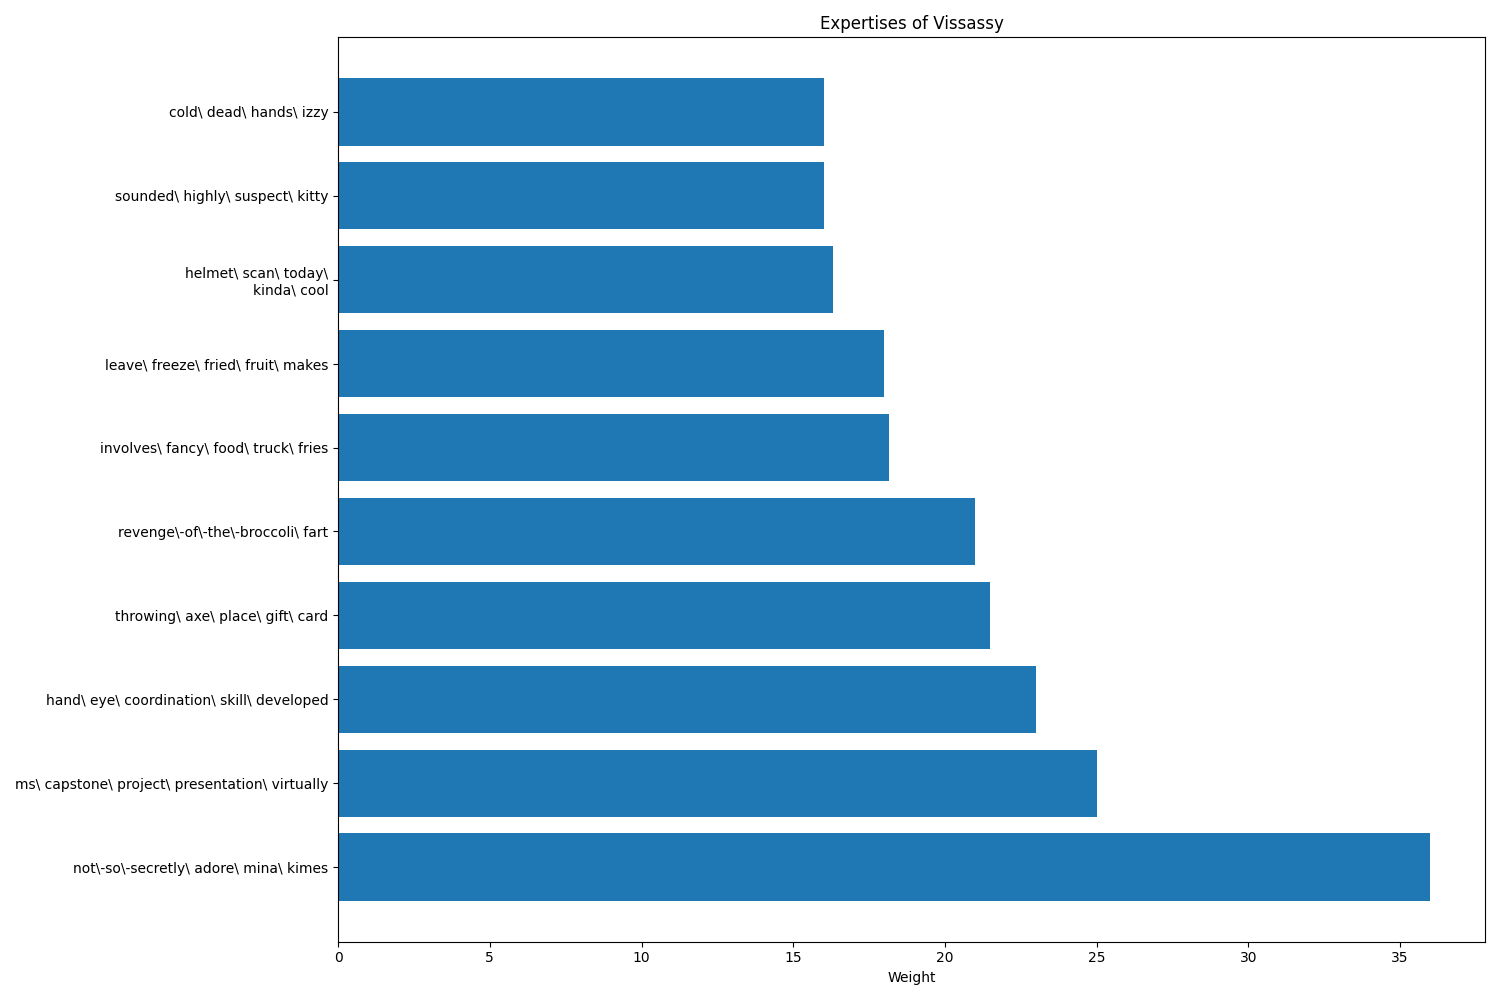 Expertises of Vissassy
cold\ dead\ hands\ izzy
sounded\ highly\ suspect\ kitty
helmet\ scan\ today\
kinda\ cool
leave\ freeze\ fried\ fruit\ makes
involves\ fancy\ food\ truck\ fries
revenge\-of\-the\-broccoli\ fart
throwing\ axe\ place\ gift\ card
hand\ eye\ coordination\ skill\ developed
ms\ capstone\ project\ presentation\ virtually
not\-so\-secretly\ adore\ mina\ kimes
0 5 10 15 20 25 30 35
Weight